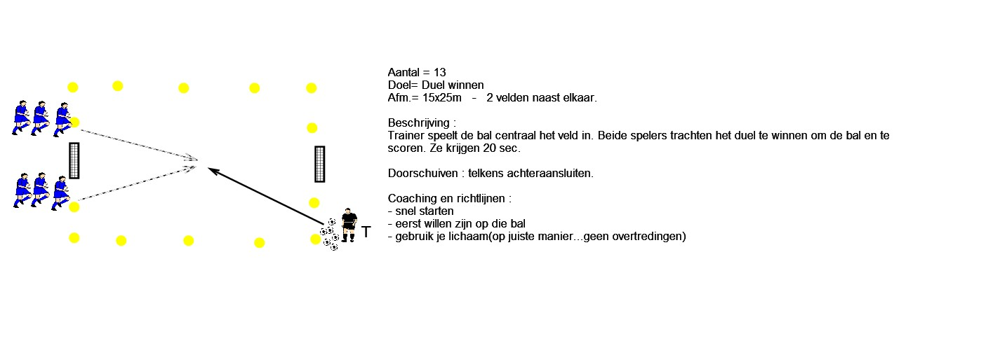 Aantal = 13
Doel= Duel winnen
Afm.= 15x25m - 2 velden naast elkaar.
Beschrijving :
Trainer speelt de bal centraal het veld in. Beide spelers trachten het duel te winnen om de bal en te
scoren. Ze krijgen 20 sec.
Doorschuiven : telkens achteraansluiten.
Coaching en richtlijnen :
- snel starten
- eerst willen zijn op die bal
- gebruik je lichaam(op juiste manier...geen overtredingen)
T